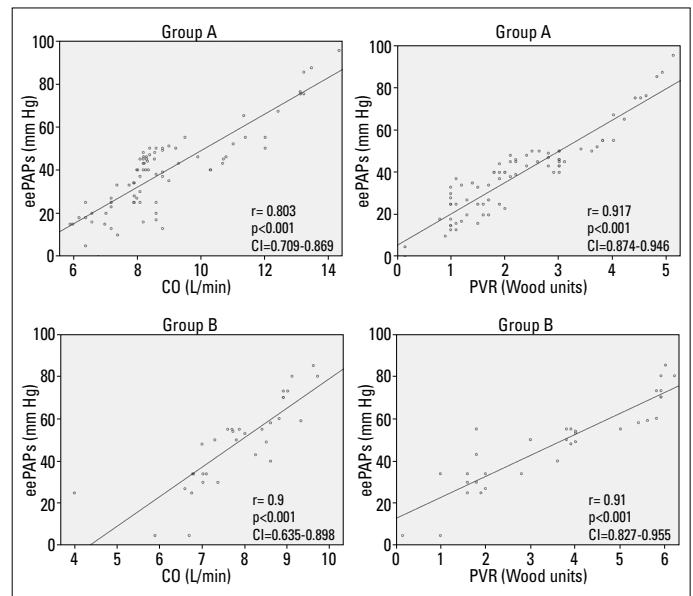 Group A
100
80
60
40
20
0
eePAPs (mm Hg)
r= 0.803
p<0.001
CI=0.709-0.869
6 8 10 12 14
CO (L/min)
Group A
100
80
60
40
20
0
eePAPs (mm Hg)
r= 0.917
p<0.001
CI=0.874-0.946
0 1 2 3 4 5
PVR (Wood units)
Group B
100
80
60
40
20
0
eePAPs (mm Hg)
r= 0.9
p<0.001
CI=0.635-0.898
4 5 6 7 8 9 10
CO (L/min)
Group B
100
80
60
40
20
0
eePAPs (mm Hg)
r= 0.91
p<0.001
CI=0.827-0.955
0 1 2 3 4 5 6
PVR (Wood units)